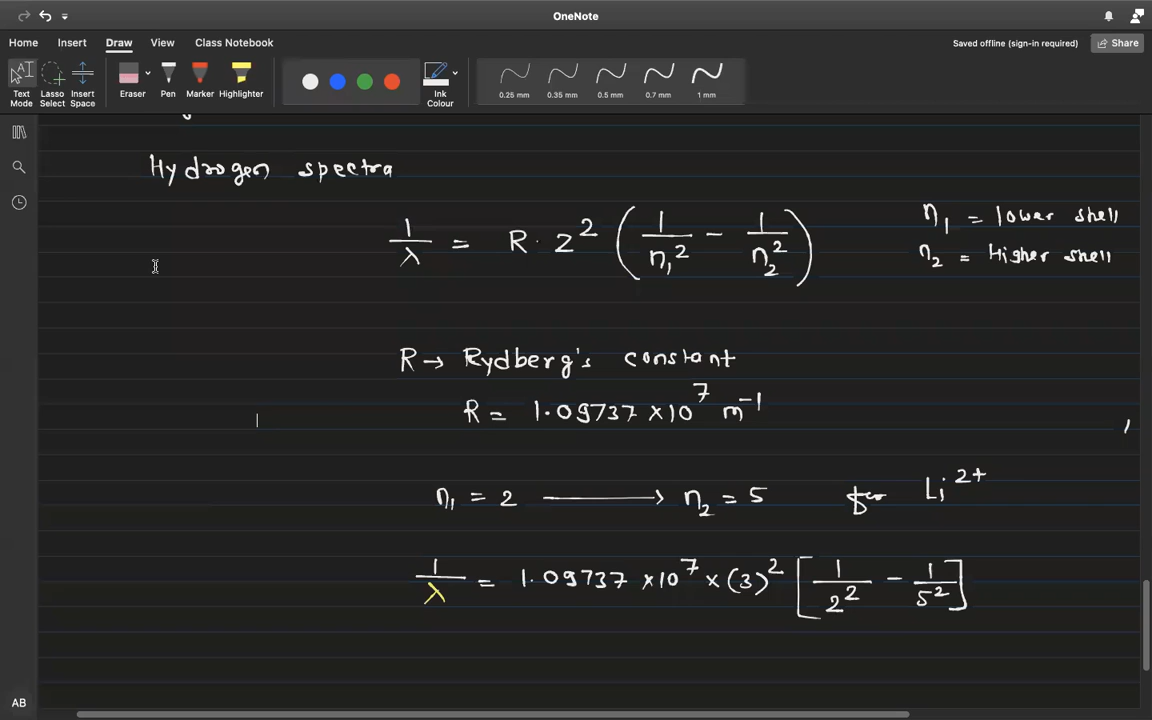 OneNote
Home Insert Draw View Class Notebook
Saved offline (sign-in required) Share
Text Mode Lasso Select Insert Space Eraser Pen Marker Highlighter Ink Colour 0.25 mm 0.35 mm 0.5 mm 0.7 mm 1 mm
Hydrogen spectra
1/λ = R · Z² (1/n₁² − 1/n₂²)
n₁ = lower shell
n₂ = Higher shell
R → Rydberg's constant
R = 1.09737 × 10⁷ m⁻¹
n₁ = 2 ⟶ n₂ = 5 for Li²⁺
1/λ = 1.09737 × 10⁷ × (3)² [1/2² − 1/5²]
AB